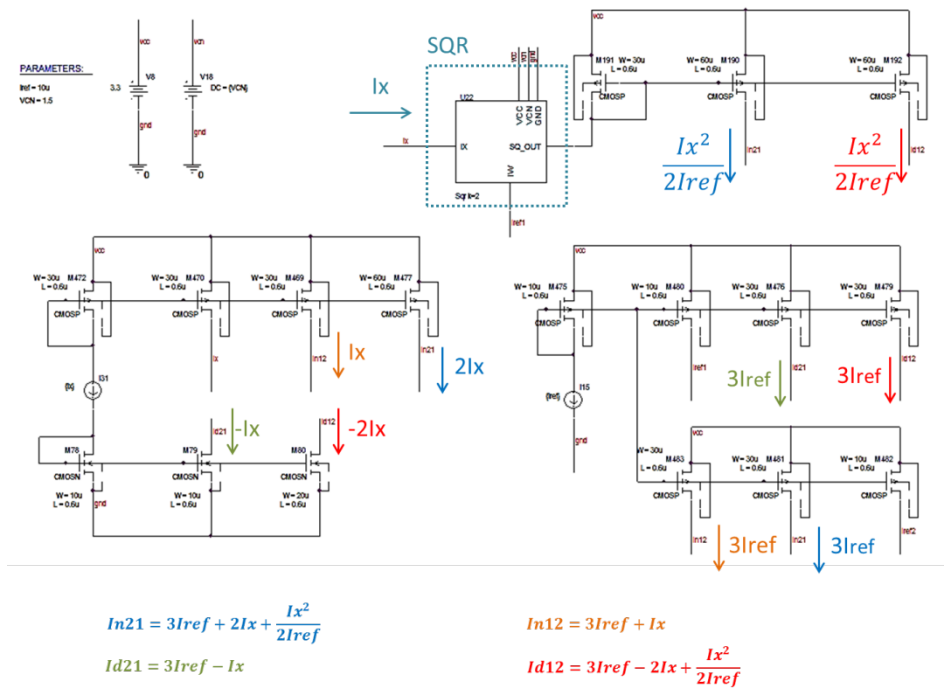 vcc
vcn
PARAMETERS:
Iref = 10u
VCN = 1.5
V8
3.3
gnd
0
V18
DC = {VCN}
gnd
0
SQR
Ix
Ix
U22
vcc
vcn
gnd
VCC
VCN
GND
IX
SQ_OUT
IW
Sqr k=2
Iref1
vcc
M191 W = 30u
L = 0.6u
CMOSP
W = 60u M190
L = 0.6u
CMOSP
W = 60u M192
L = 0.6u
CMOSP
In21
Id12
Ix²/2Iref
Ix²/2Iref
vcc
W = 30u M472
L = 0.6u
CMOSP
W = 30u M470
L = 0.6u
CMOSP
W = 30u M469
L = 0.6u
CMOSP
W = 60u M477
L = 0.6u
CMOSP
Ix
In12
In21
Ix
2Ix
{Ix}
I31
Id21
-Ix
Id12
-2Ix
M78
CMOSN
W = 10u
L = 0.6u
gnd
M79
CMOSN
W = 10u
L = 0.6u
M80
CMOSN
W = 20u
L = 0.6u
vcc
W = 10u M475
L = 0.6u
CMOSP
W = 10u M480
L = 0.6u
CMOSP
W = 30u M476
L = 0.6u
CMOSP
W = 30u M479
L = 0.6u
CMOSP
Iref1
Id21
Id12
3Iref
3Iref
{Iref}
I15
gnd
vcc
W = 30u
M483
L = 0.6u
CMOSP
W = 30u M481
L = 0.6u
CMOSP
W = 10u M482
L = 0.6u
CMOSP
In12
In21
Iref2
3Iref
3Iref
In21 = 3Iref + 2Ix + Ix²/2Iref
In12 = 3Iref + Ix
Id21 = 3Iref − Ix
Id12 = 3Iref − 2Ix + Ix²/2Iref